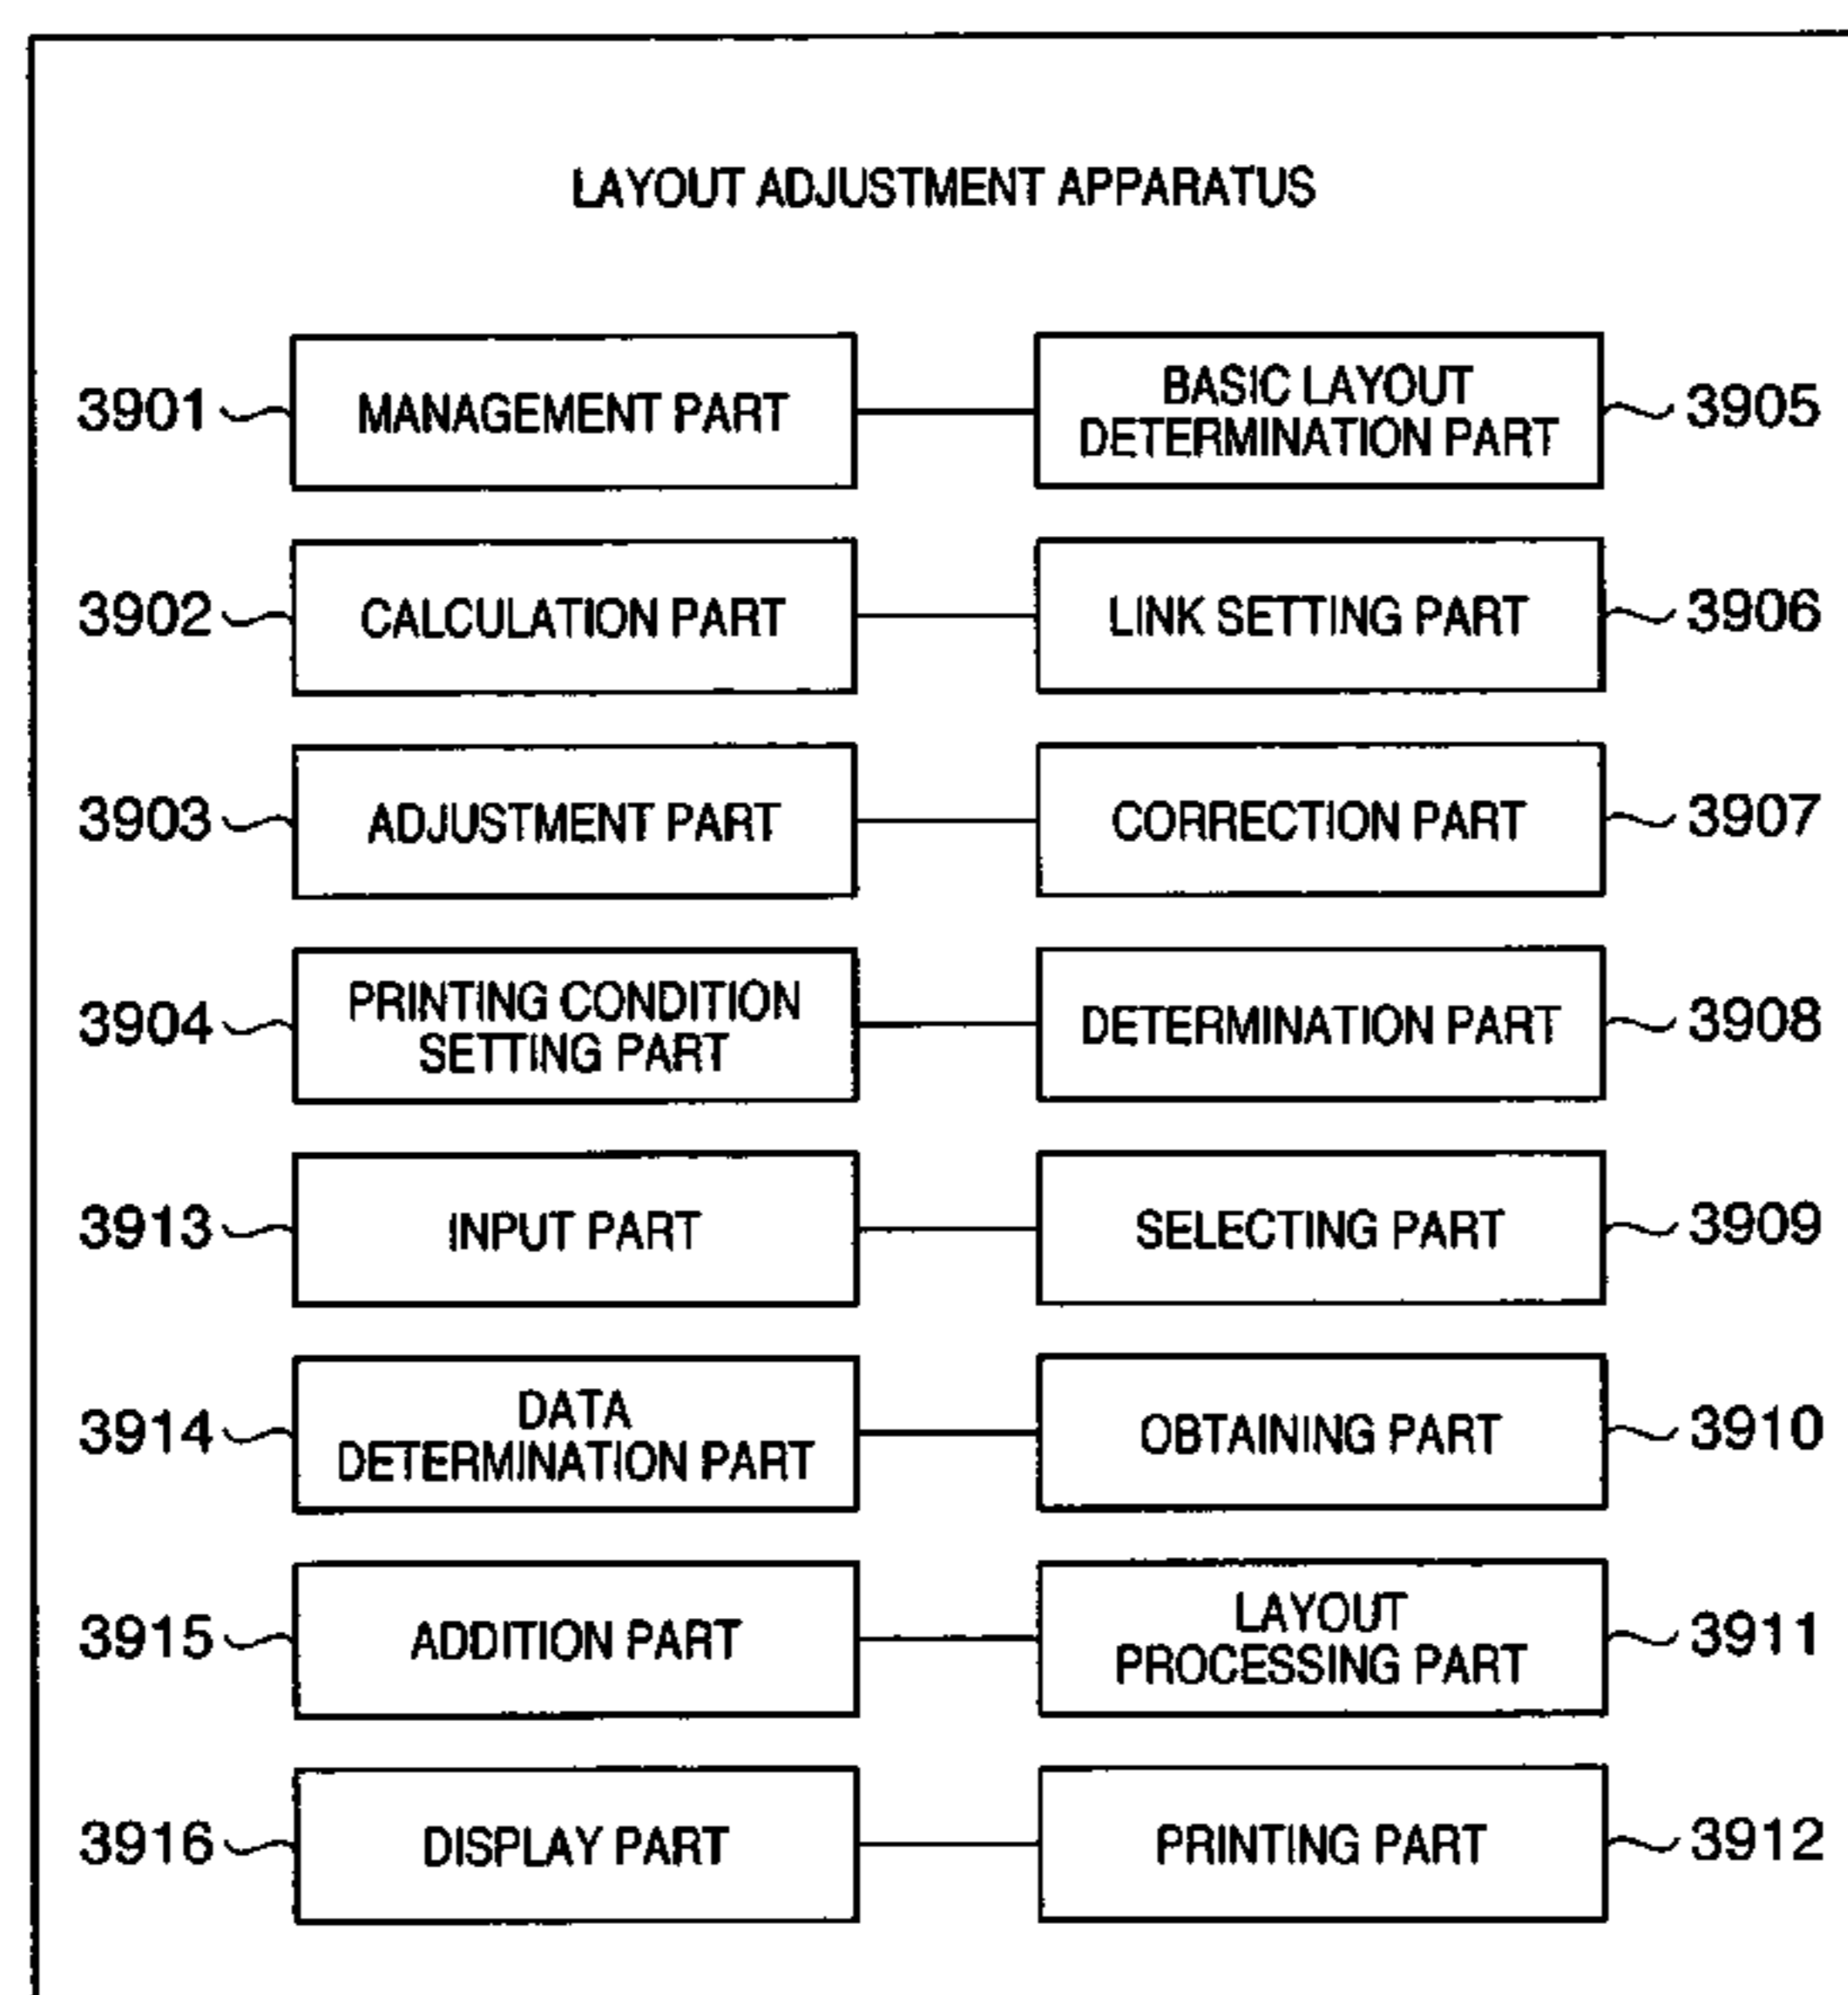 LAYOUT ADJUSTMENT APPARATUS
3901 MANAGEMENT PART
BASIC LAYOUT
DETERMINATION PART
3905
3902 CALCULATION PART
LINK SETTING PART 3906
3903 ADJUSTMENT PART
CORRECTION PART 3907
3904
PRINTING CONDITION
SETTING PART
DETERMINATION PART 3908
3913 INPUT PART
SELECTING PART 3909
3914
DATA
DETERMINATION PART
OBTAINING PART 3910
3915 ADDITION PART
LAYOUT
PROCESSING PART
3911
3916 DISPLAY PART
PRINTING PART 3912